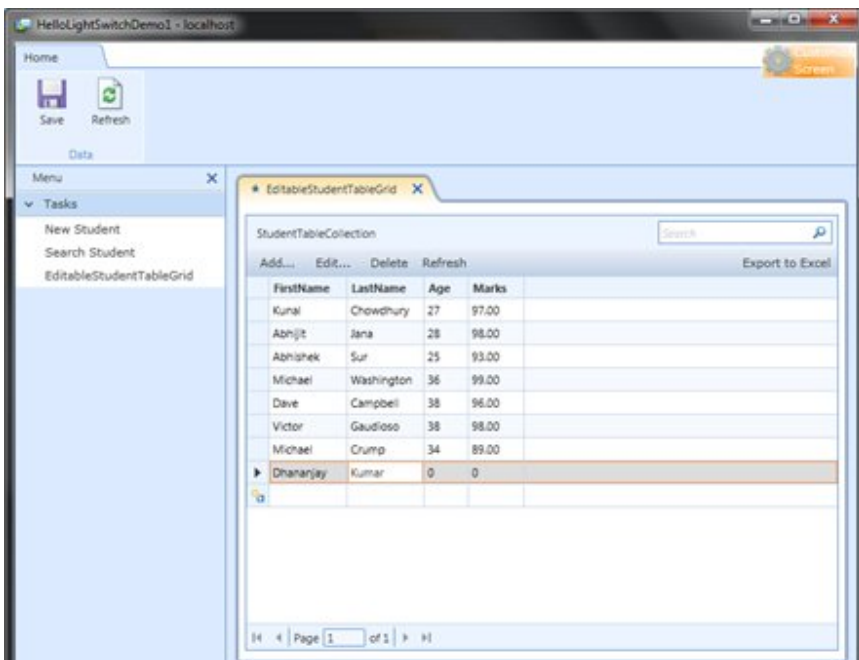 HelloLightSwitchDemo1 - localhost
Home
Screen
Save Refresh
Data
Menu
Tasks
New Student
Search Student
EditableStudentTableGrid
EditableStudentTableGrid
StudentTableCollection Search
Add... Edit... Delete Refresh Export to Excel
FirstName LastName Age Marks
Kunal Chowdhury 27 97.00
Abhijit Jana 28 98.00
Abhishek Sur 25 93.00
Michael Washington 36 99.00
Dave Campbell 38 96.00
Victor Gaudioso 38 98.00
Michael Crump 34 89.00
Dhananjay Kumar 0 0
Page 1 of 1